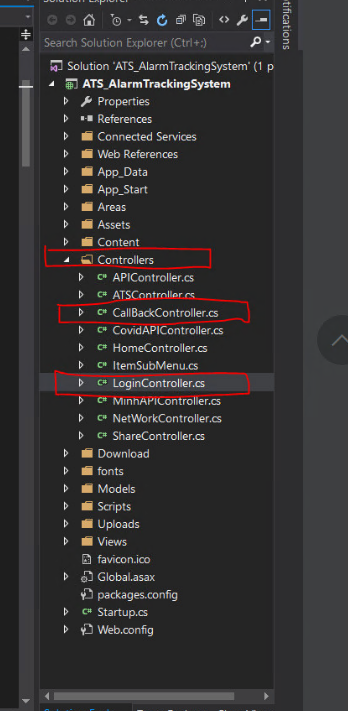 Solution Explorer
Search Solution Explorer (Ctrl+;)
Solution 'ATS_AlarmTrackingSystem' (1 p
ATS_AlarmTrackingSystem
Properties
References
Connected Services
Web References
App_Data
App_Start
Areas
Assets
Content
Controllers
C# APIController.cs
C# ATSController.cs
C# CallBackController.cs
C# CovidAPIController.cs
C# HomeController.cs
C# ItemSubMenu.cs
C# LoginController.cs
C# MinhAPIController.cs
C# NetWorkController.cs
C# ShareController.cs
Download
fonts
Models
Scripts
Uploads
Views
favicon.ico
Global.asax
packages.config
C# Startup.cs
Web.config
otifications